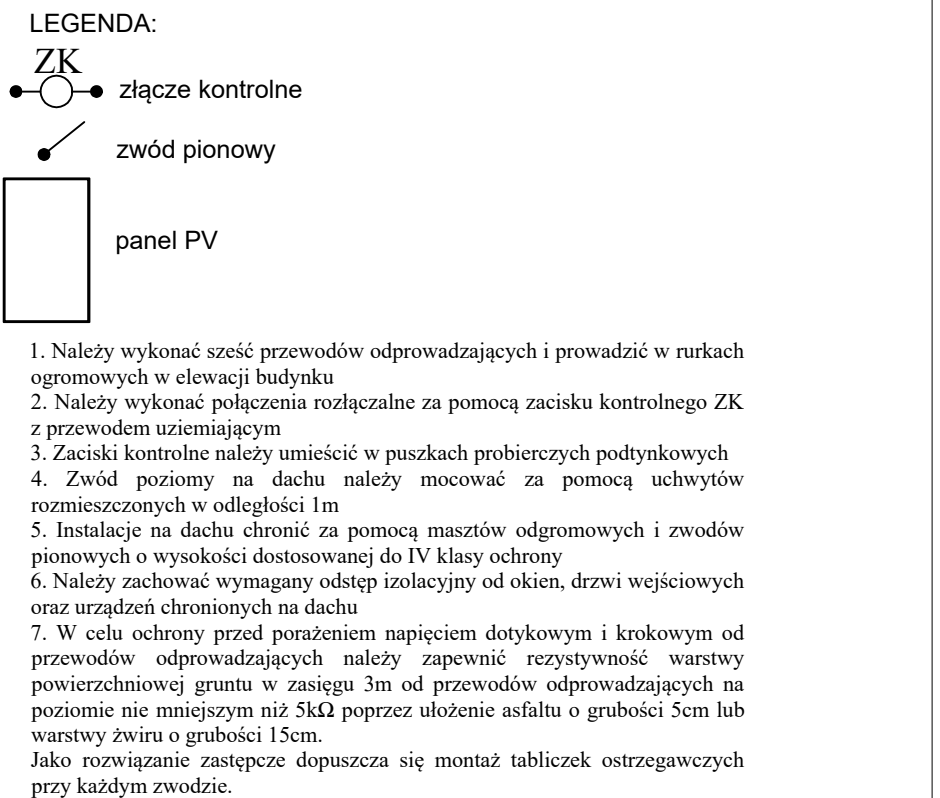 LEGENDA:
ZK
złącze kontrolne
zwód pionowy
panel PV
1. Należy wykonać sześć przewodów odprowadzających i prowadzić w rurkach
ogromowych w elewacji budynku
2. Należy wykonać połączenia rozłączalne za pomocą zacisku kontrolnego ZK
z przewodem uziemiającym
3. Zaciski kontrolne należy umieścić w puszkach probierczych podtynkowych
4. Zwód poziomy na dachu należy mocować za pomocą uchwytów
rozmieszczonych w odległości 1m
5. Instalacje na dachu chronić za pomocą masztów odgromowych i zwodów
pionowych o wysokości dostosowanej do IV klasy ochrony
6. Należy zachować wymagany odstęp izolacyjny od okien, drzwi wejściowych
oraz urządzeń chronionych na dachu
7. W celu ochrony przed porażeniem napięciem dotykowym i krokowym od
przewodów odprowadzających należy zapewnić rezystywność warstwy
powierzchniowej gruntu w zasięgu 3m od przewodów odprowadzających na
poziomie nie mniejszym niż 5kΩ poprzez ułożenie asfaltu o grubości 5cm lub
warstwy żwiru o grubości 15cm.
Jako rozwiązanie zastępcze dopuszcza się montaż tabliczek ostrzegawczych
przy każdym zwodzie.